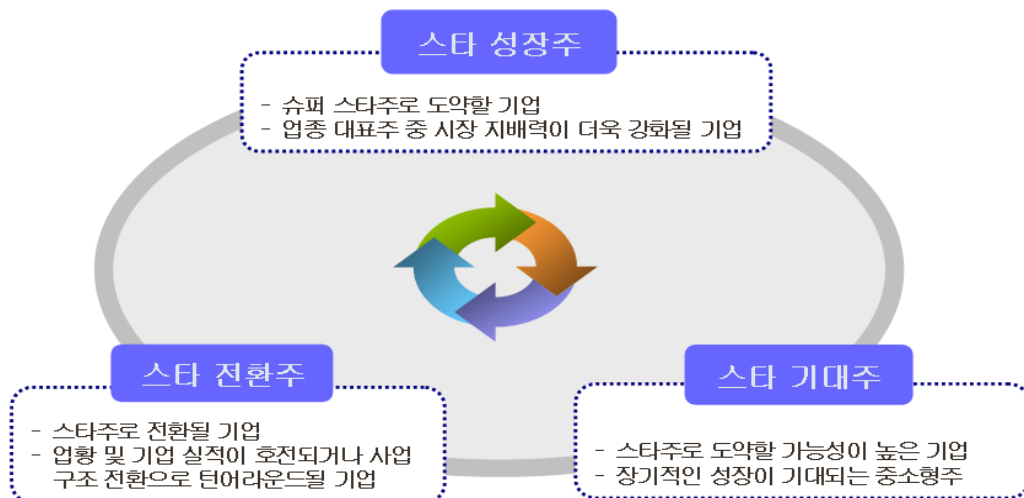 스타 성장주
- 슈퍼 스타주로 도약할 기업
- 업종 대표주 중 시장 지배력이 더욱 강화될 기업
스타 전환주
- 스타주로 전환될 기업
- 업황 및 기업 실적이 호전되거나 사업
구조 전환으로 턴어라운드될 기업
스타 기대주
- 스타주로 도약할 가능성이 높은 기업
- 장기적인 성장이 기대되는 중소형주